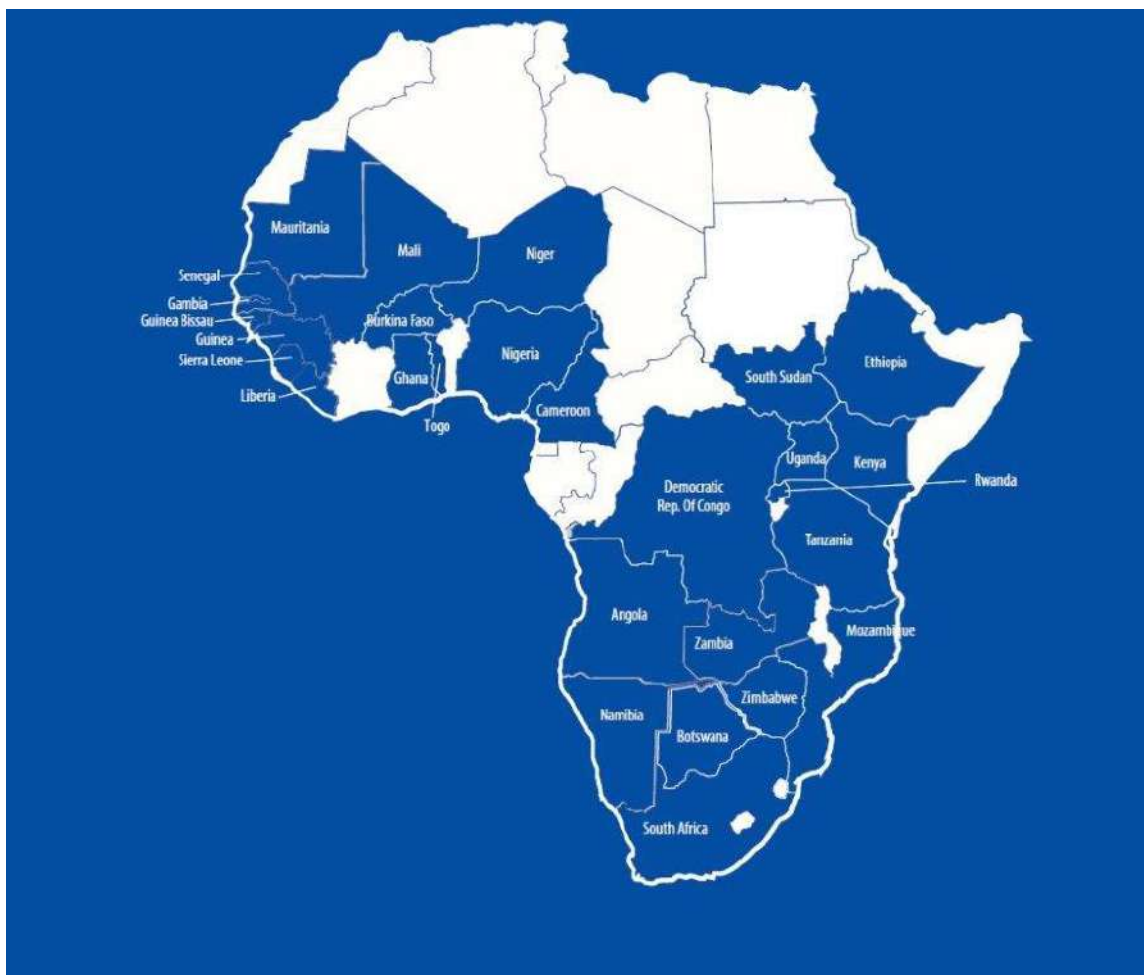 Mauritania
Mali
Niger
Senegal
Gambia
Guinea Bissau
Burkina Faso
Guinea
Sierra Leone
Nigeria
Ethiopia
South Sudan
Ghana
Liberia
Cameroon
Togo
Uganda
Kenya
Rwanda
Democratic
Rep. Of Congo
Tanzania
Angola
Mozambique
Zambia
Zimbabwe
Namibia
Botswana
South Africa